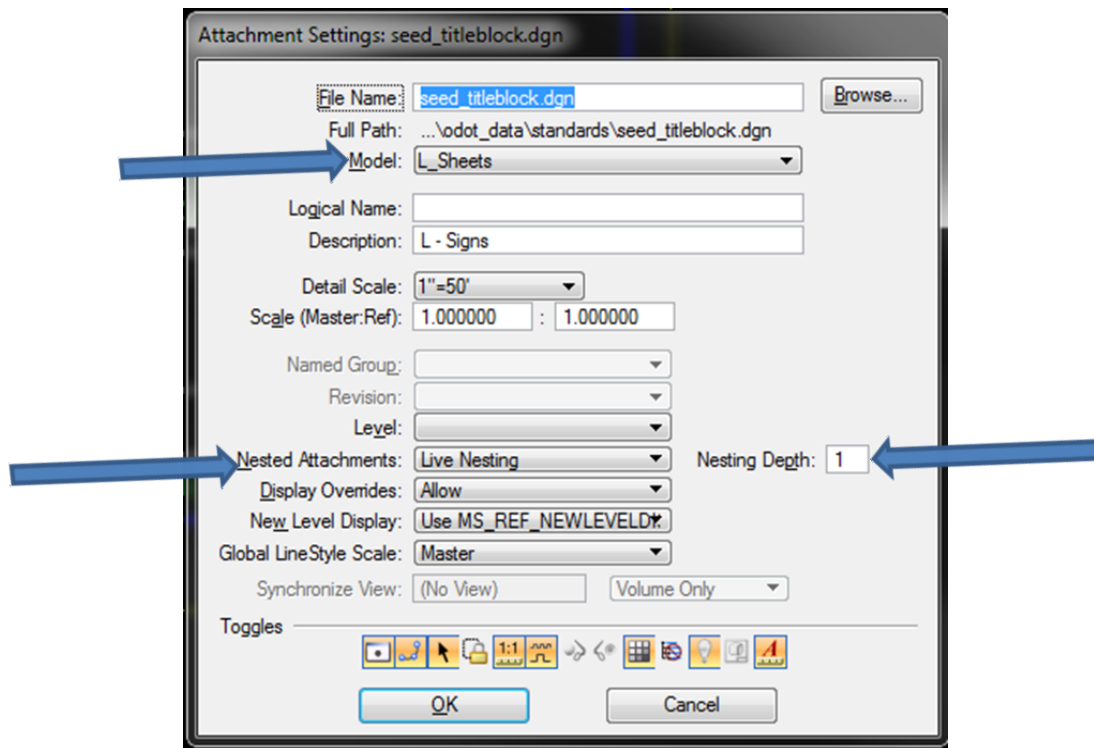 Attachment Settings: seed_titleblock.dgn
File Name: seed_titleblock.dgn Browse...
Full Path: ...\odot_data\standards\seed_titleblock.dgn
Model: L_Sheets
Logical Name:
Description: L - Signs
Detail Scale: 1"=50'
Scale (Master:Ref): 1.000000 : 1.000000
Named Group:
Revision:
Level:
Nested Attachments: Live Nesting Nesting Depth: 1
Display Overrides: Allow
New Level Display: Use MS_REF_NEWLEVELDI
Global LineStyle Scale: Master
Synchronize View: (No View) Volume Only
Toggles
1:1 A
OK Cancel